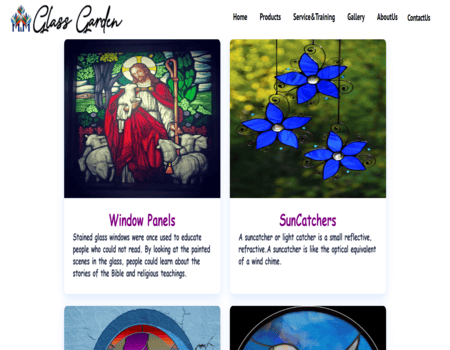 Glass Garden
Home Products Service&Training Gallery AboutUs ContactUs
Window Panels
Stained glass windows were once used to educate
people who could not read. By looking at the painted
scenes in the glass, people could learn about the
stories of the Bible and religious teachings.
SunCatchers
A suncatcher or light catcher is a small reflective,
refractive.A suncatcher is like the optical equivalent
of a wind chime.